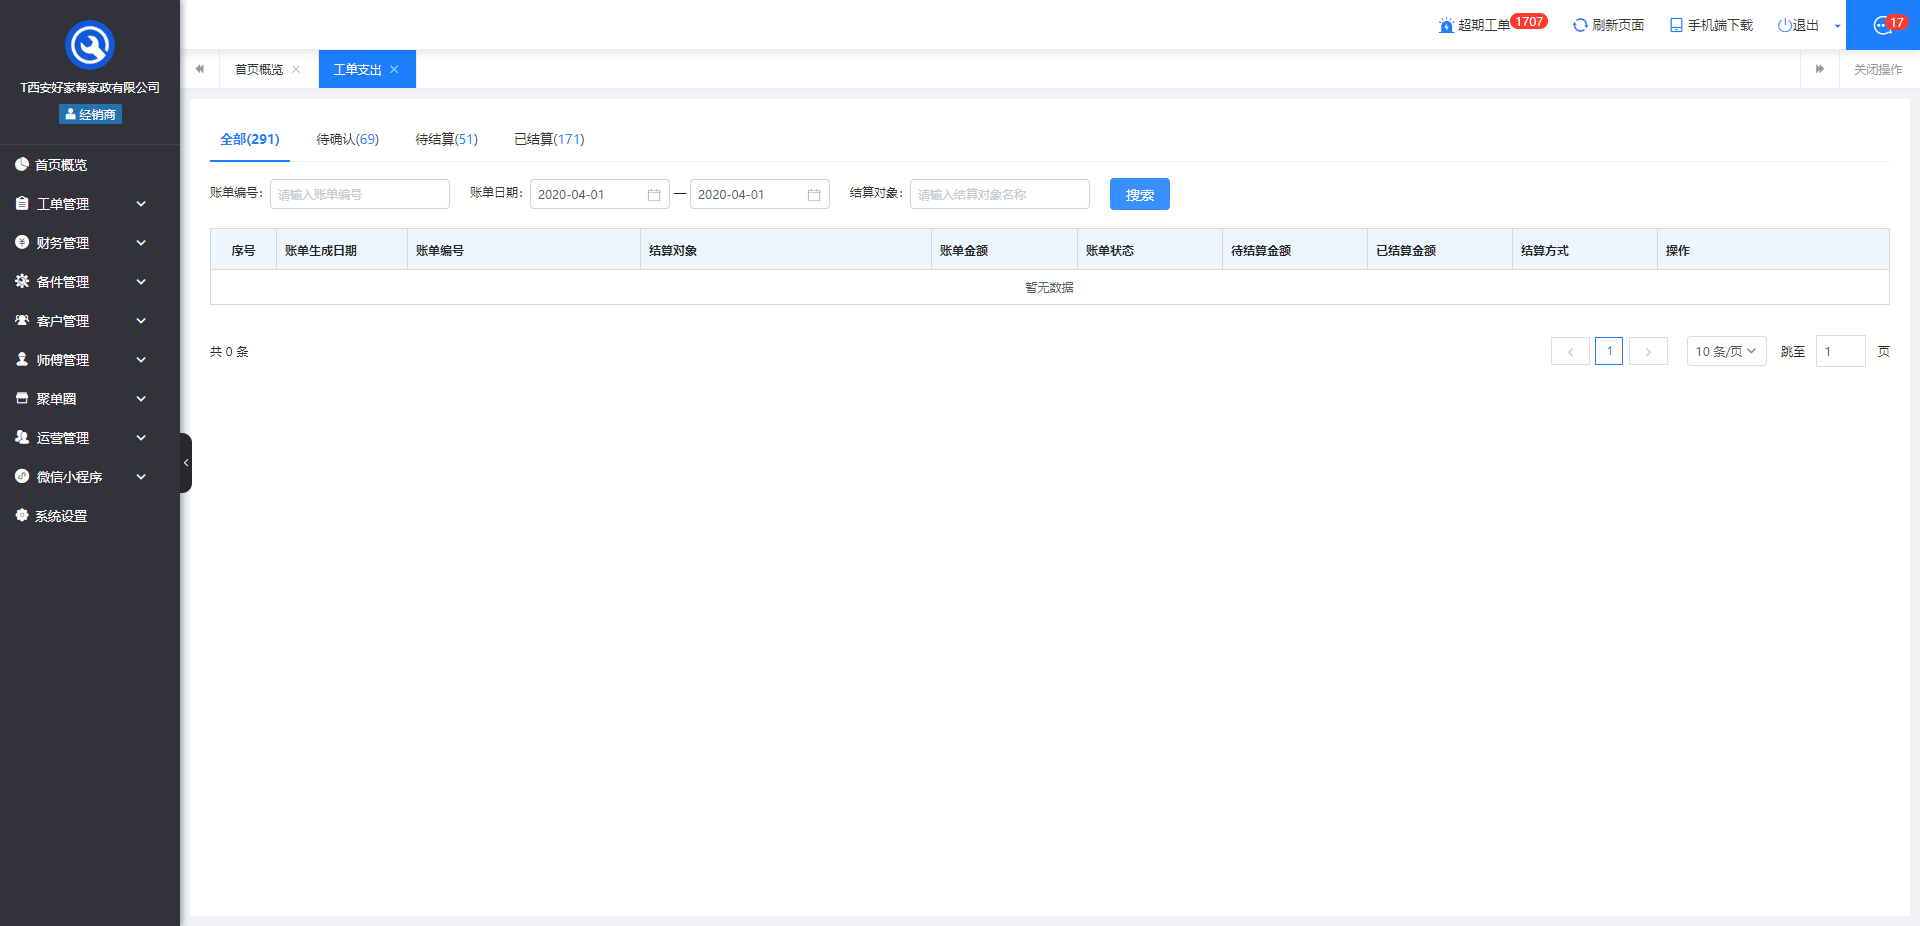 T西安好家帮家政有限公司
经销商
首页概览
工单管理
财务管理
备件管理
客户管理
师傅管理
聚单圈
运营管理
微信小程序
系统设置
超期工单 1707 刷新页面 手机端下载 退出 17
首页概览 工单支出 关闭操作
全部(291) 待确认(69) 待结算(51) 已结算(171)
账单编号: 请输入账单编号 账单日期: 2020-04-01 — 2020-04-01 结算对象: 请输入结算对象名称 搜索
序号 账单生成日期 账单编号 结算对象 账单金额 账单状态 待结算金额 已结算金额 结算方式 操作
暂无数据
共 0 条 1 10 条/页 跳至 1 页